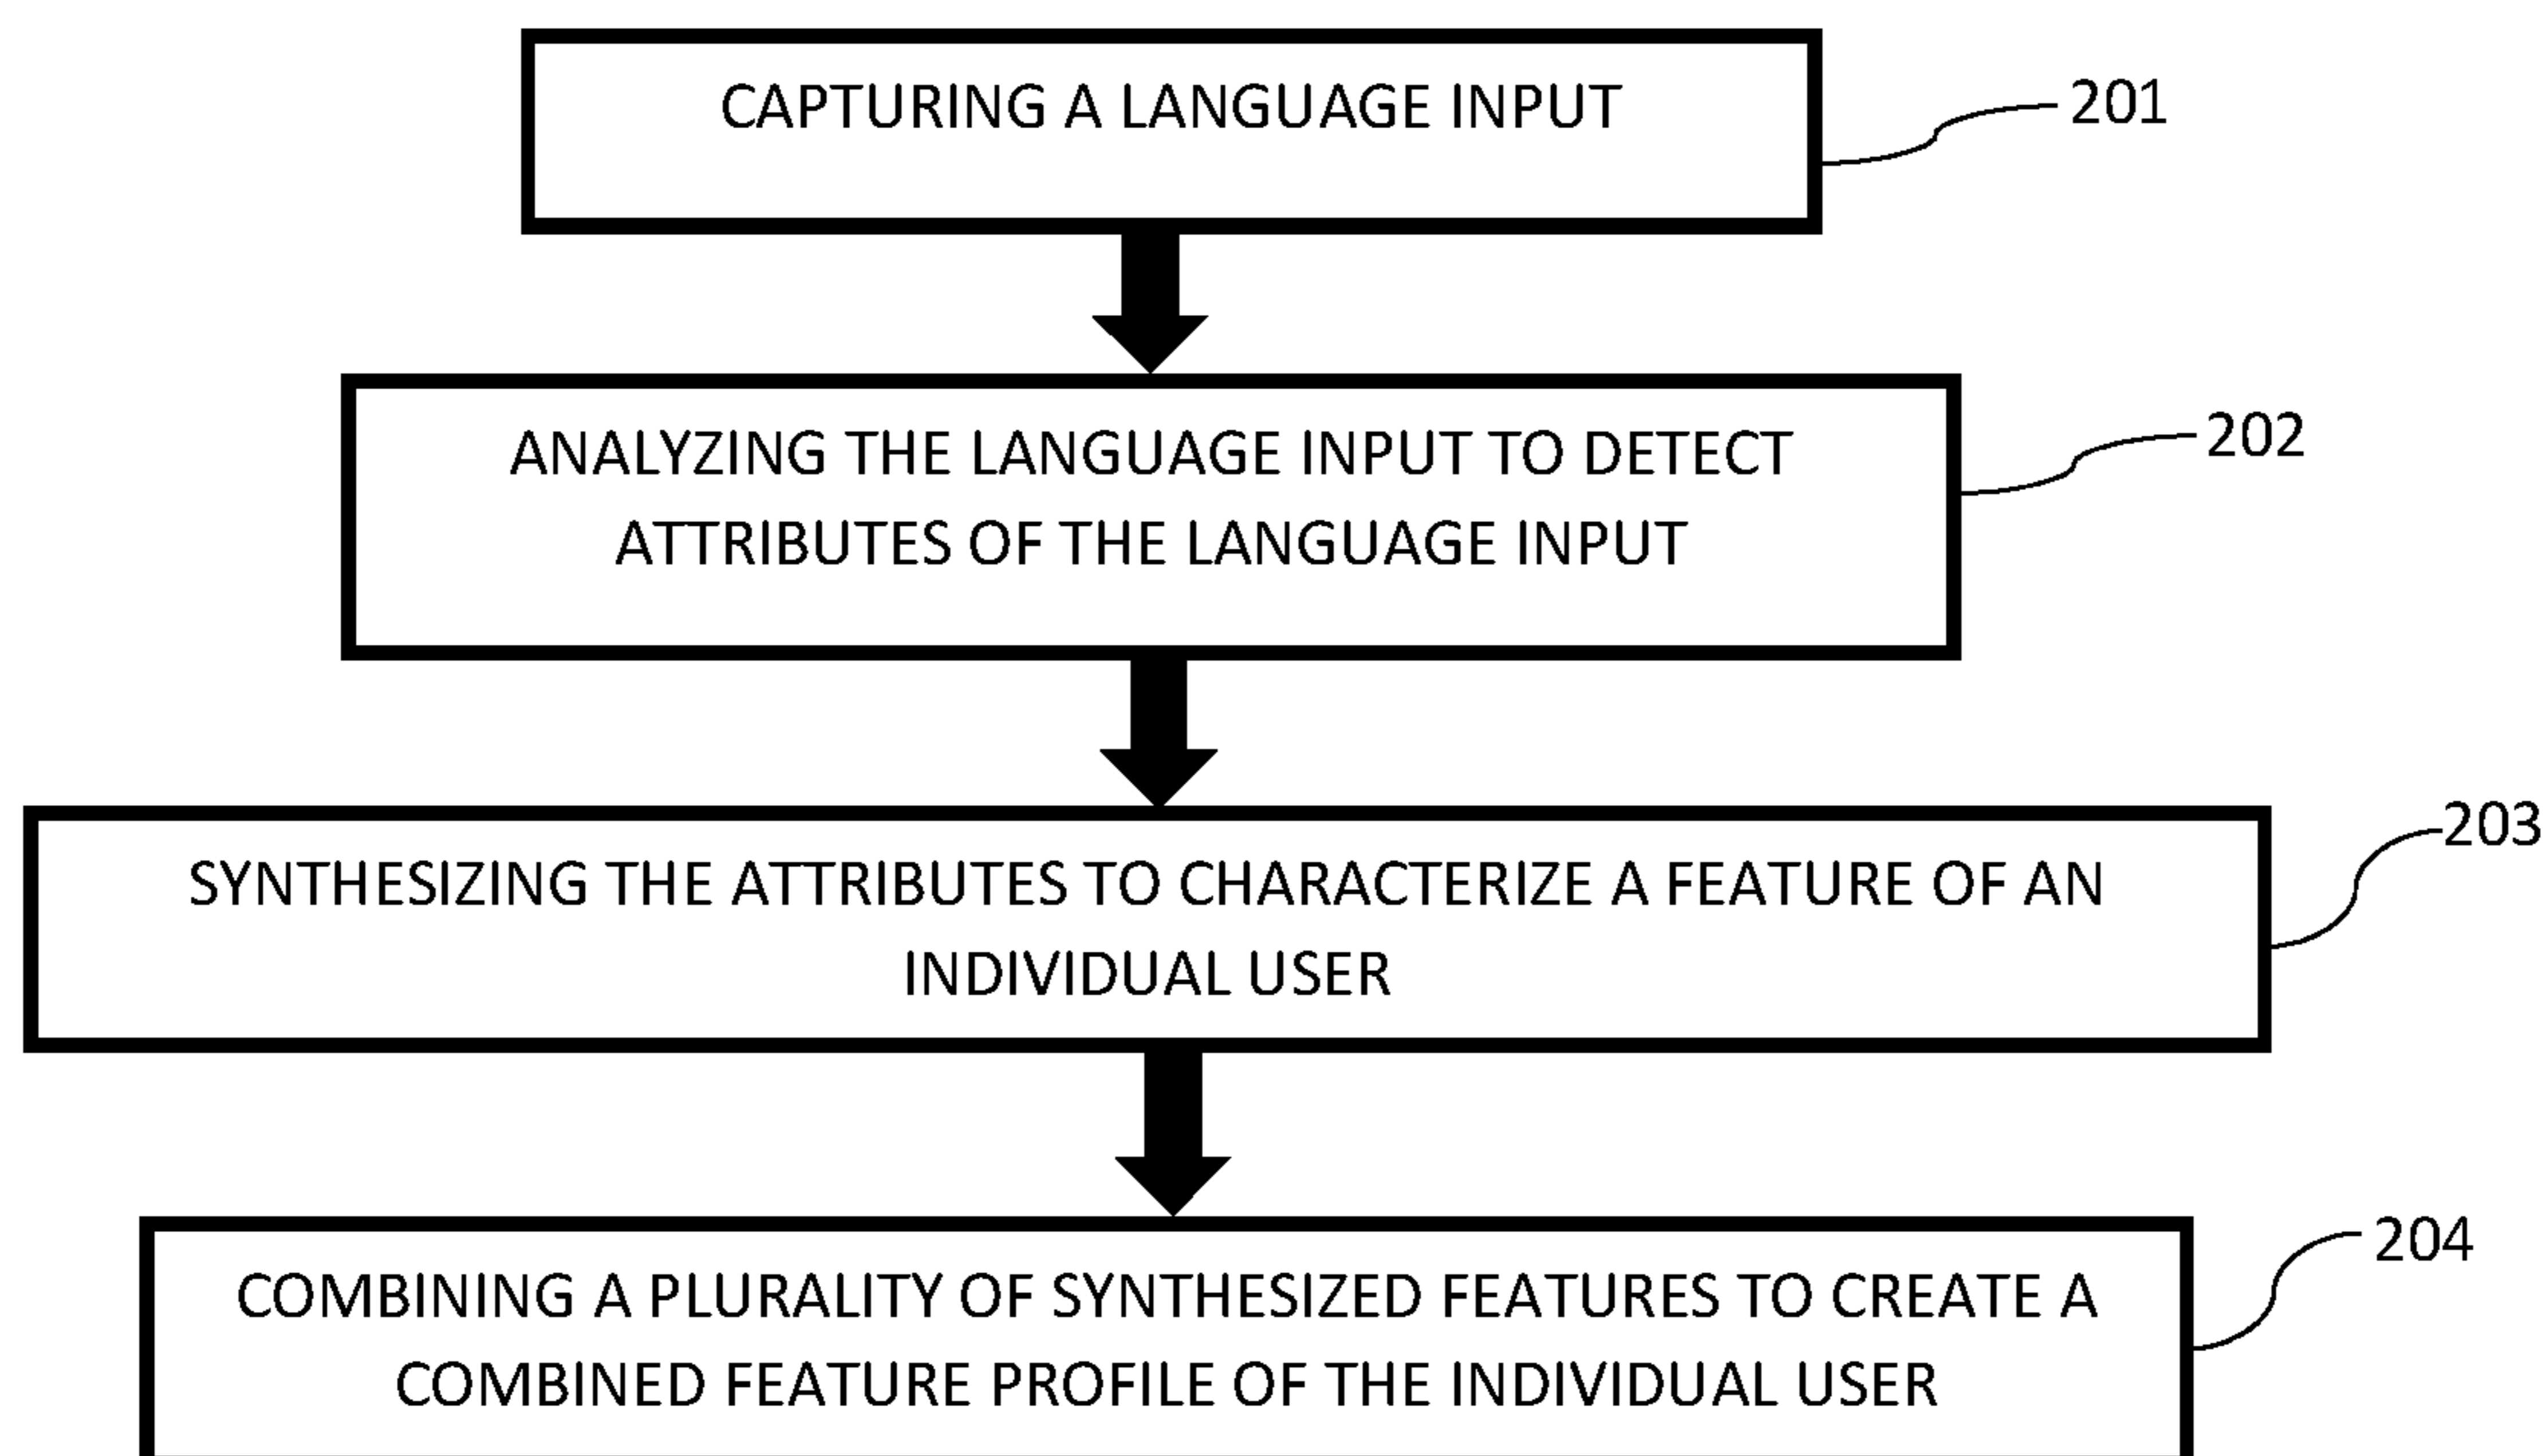 CAPTURING A LANGUAGE INPUT
201
ANALYZING THE LANGUAGE INPUT TO DETECT
ATTRIBUTES OF THE LANGUAGE INPUT
202
SYNTHESIZING THE ATTRIBUTES TO CHARACTERIZE A FEATURE OF AN
INDIVIDUAL USER
203
COMBINING A PLURALITY OF SYNTHESIZED FEATURES TO CREATE A
COMBINED FEATURE PROFILE OF THE INDIVIDUAL USER
204